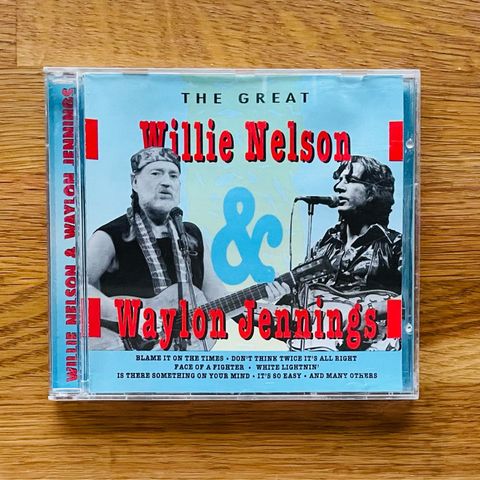 WILLIE NELSON & WAYLON JENNINGS
THE GREAT
Willie Nelson
&
Waylon Jennings
BLAME IT ON THE TIMES • DON'T THINK TWICE IT'S ALL RIGHT
FACE OF A FIGHTER • WHITE LIGHTNIN'
IS THERE SOMETHING ON YOUR MIND • IT'S SO EASY • AND MANY OTHERS